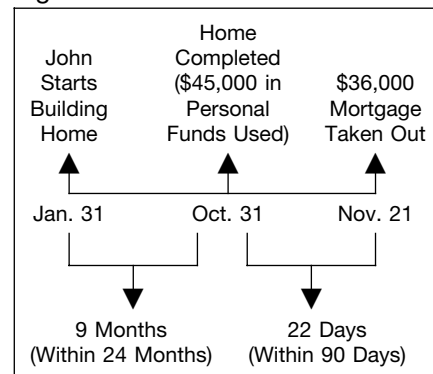 John
Starts
Building
Home
Home
Completed
($45,000 in
Personal
Funds Used)
$36,000
Mortgage
Taken Out
Jan. 31
Oct. 31
Nov. 21
9 Months
(Within 24 Months)
22 Days
(Within 90 Days)